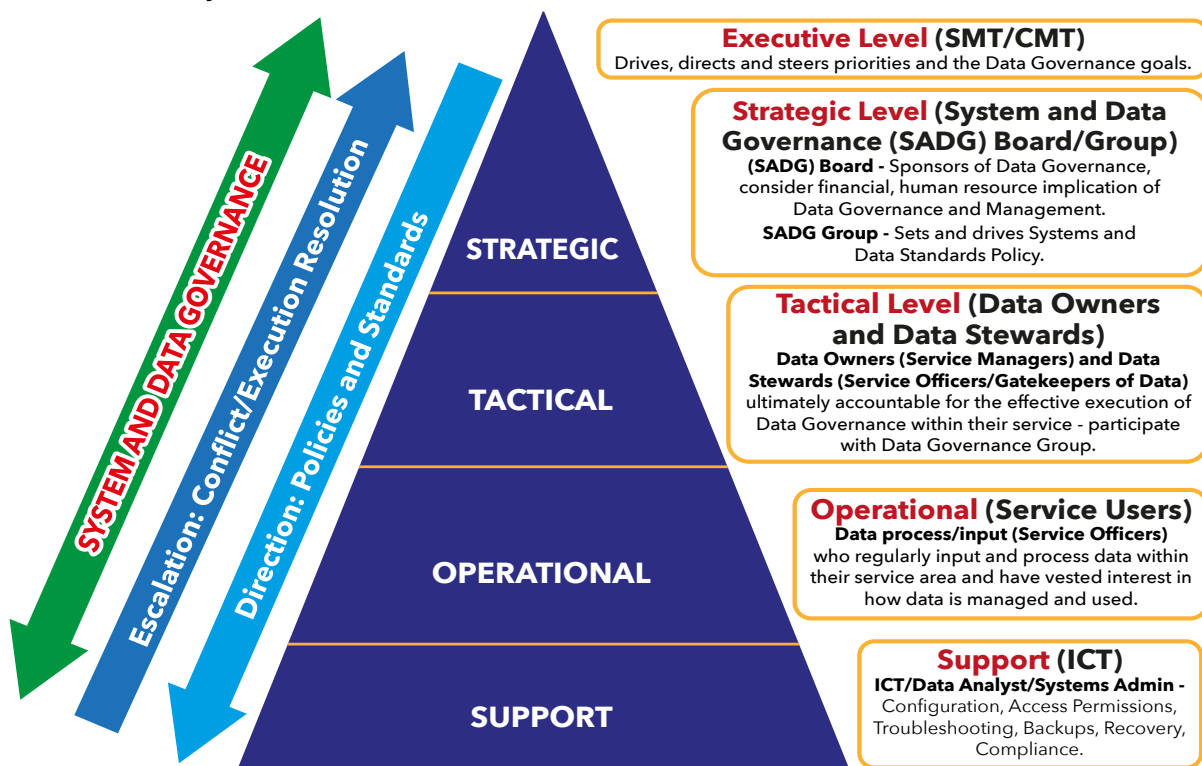 SYSTEM AND DATA GOVERNANCE
Escalation: Conflict/Execution Resolution
Direction: Policies and Standards
STRATEGIC
TACTICAL
OPERATIONAL
SUPPORT
Executive Level (SMT/CMT)
Drives, directs and steers priorities and the Data Governance goals.
Strategic Level (System and Data
Governance (SADG) Board/Group)
(SADG) Board - Sponsors of Data Governance,
consider financial, human resource implication of
Data Governance and Management.
SADG Group - Sets and drives Systems and
Data Standards Policy.
Tactical Level (Data Owners
and Data Stewards)
Data Owners (Service Managers) and Data
Stewards (Service Officers/Gatekeepers of Data)
ultimately accountable for the effective execution of
Data Governance within their service - participate
with Data Governance Group.
Operational (Service Users)
Data process/input (Service Officers)
who regularly input and process data within
their service area and have vested interest in
how data is managed and used.
Support (ICT)
ICT/Data Analyst/Systems Admin -
Configuration, Access Permissions,
Troubleshooting, Backups, Recovery,
Compliance.